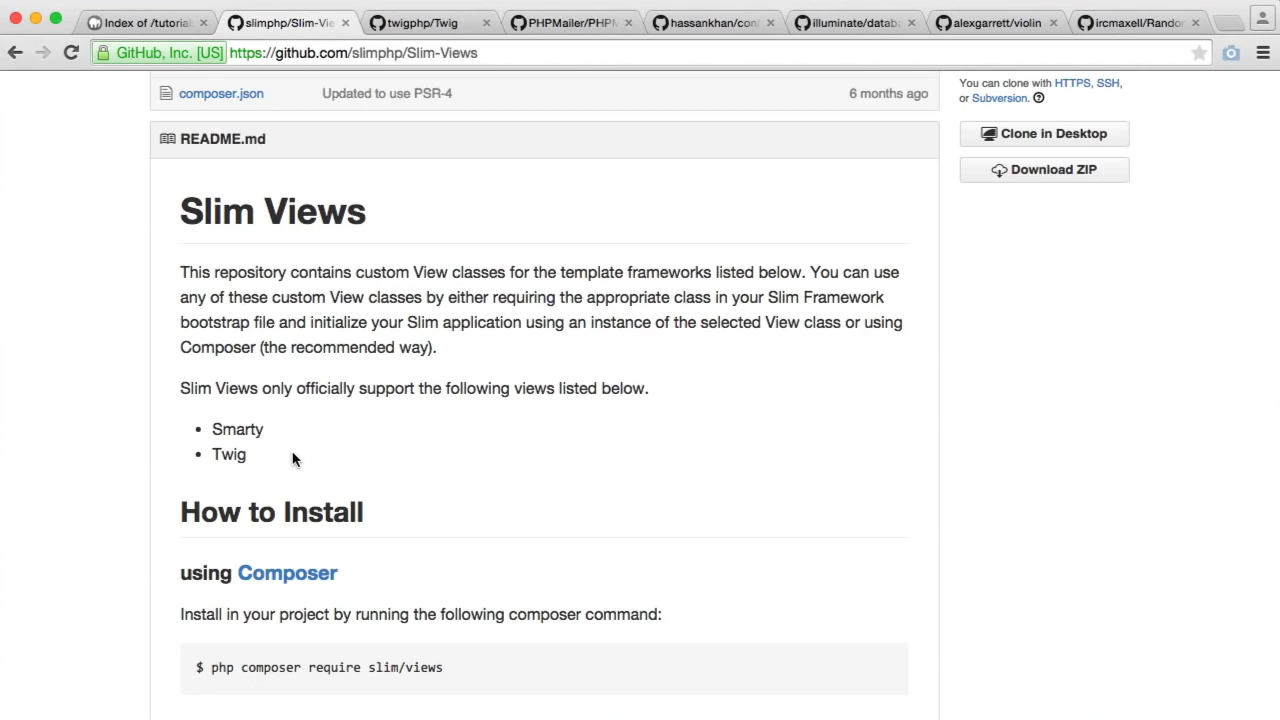 Index of /tutorial
slimphp/Slim-Vie
twigphp/Twig
PHPMailer/PHPM
hassankhan/conf
illuminate/databa
alexgarrett/violin
ircmaxell/Random
GitHub, Inc. [US] https://github.com/slimphp/Slim-Views
composer.json Updated to use PSR-4 6 months ago
You can clone with HTTPS, SSH,
or Subversion.
Clone in Desktop
Download ZIP
README.md
Slim Views
This repository contains custom View classes for the template frameworks listed below. You can use
any of these custom View classes by either requiring the appropriate class in your Slim Framework
bootstrap file and initialize your Slim application using an instance of the selected View class or using
Composer (the recommended way).
Slim Views only officially support the following views listed below.
• Smarty
• Twig
How to Install
using Composer
Install in your project by running the following composer command:
$ php composer require slim/views